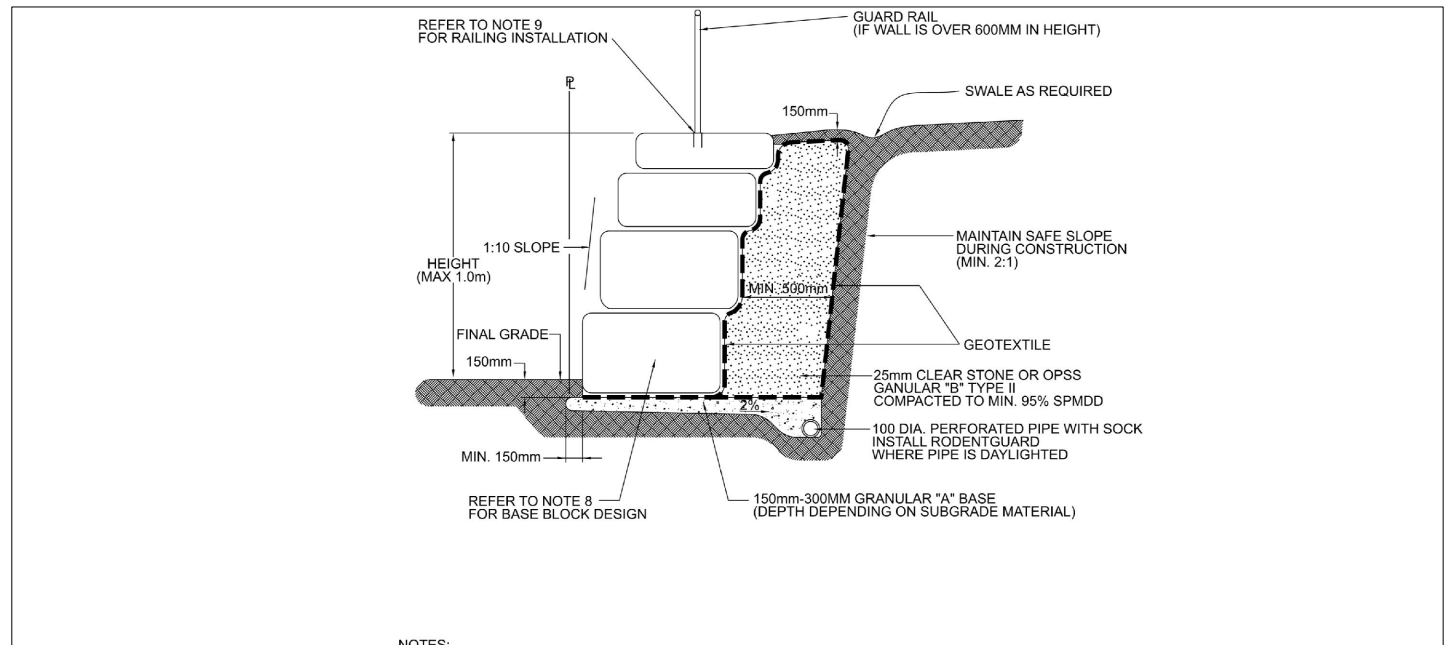 REFER TO NOTE 9
FOR RAILING INSTALLATION
GUARD RAIL
(IF WALL IS OVER 600MM IN HEIGHT)
PL
SWALE AS REQUIRED
150mm
1:10 SLOPE
MAINTAIN SAFE SLOPE
DURING CONSTRUCTION
(MIN. 2:1)
HEIGHT
(MAX 1.0m)
MIN. 500mm
FINAL GRADE
GEOTEXTILE
150mm
25mm CLEAR STONE OR OPSS
GANULAR "B" TYPE II
COMPACTED TO MIN. 95% SPMDD
2%
100 DIA. PERFORATED PIPE WITH SOCK
INSTALL RODENTGUARD
WHERE PIPE IS DAYLIGHTED
MIN. 150mm
REFER TO NOTE 8
FOR BASE BLOCK DESIGN
150mm-300MM GRANULAR "A" BASE
(DEPTH DEPENDING ON SUBGRADE MATERIAL)
NOTES: